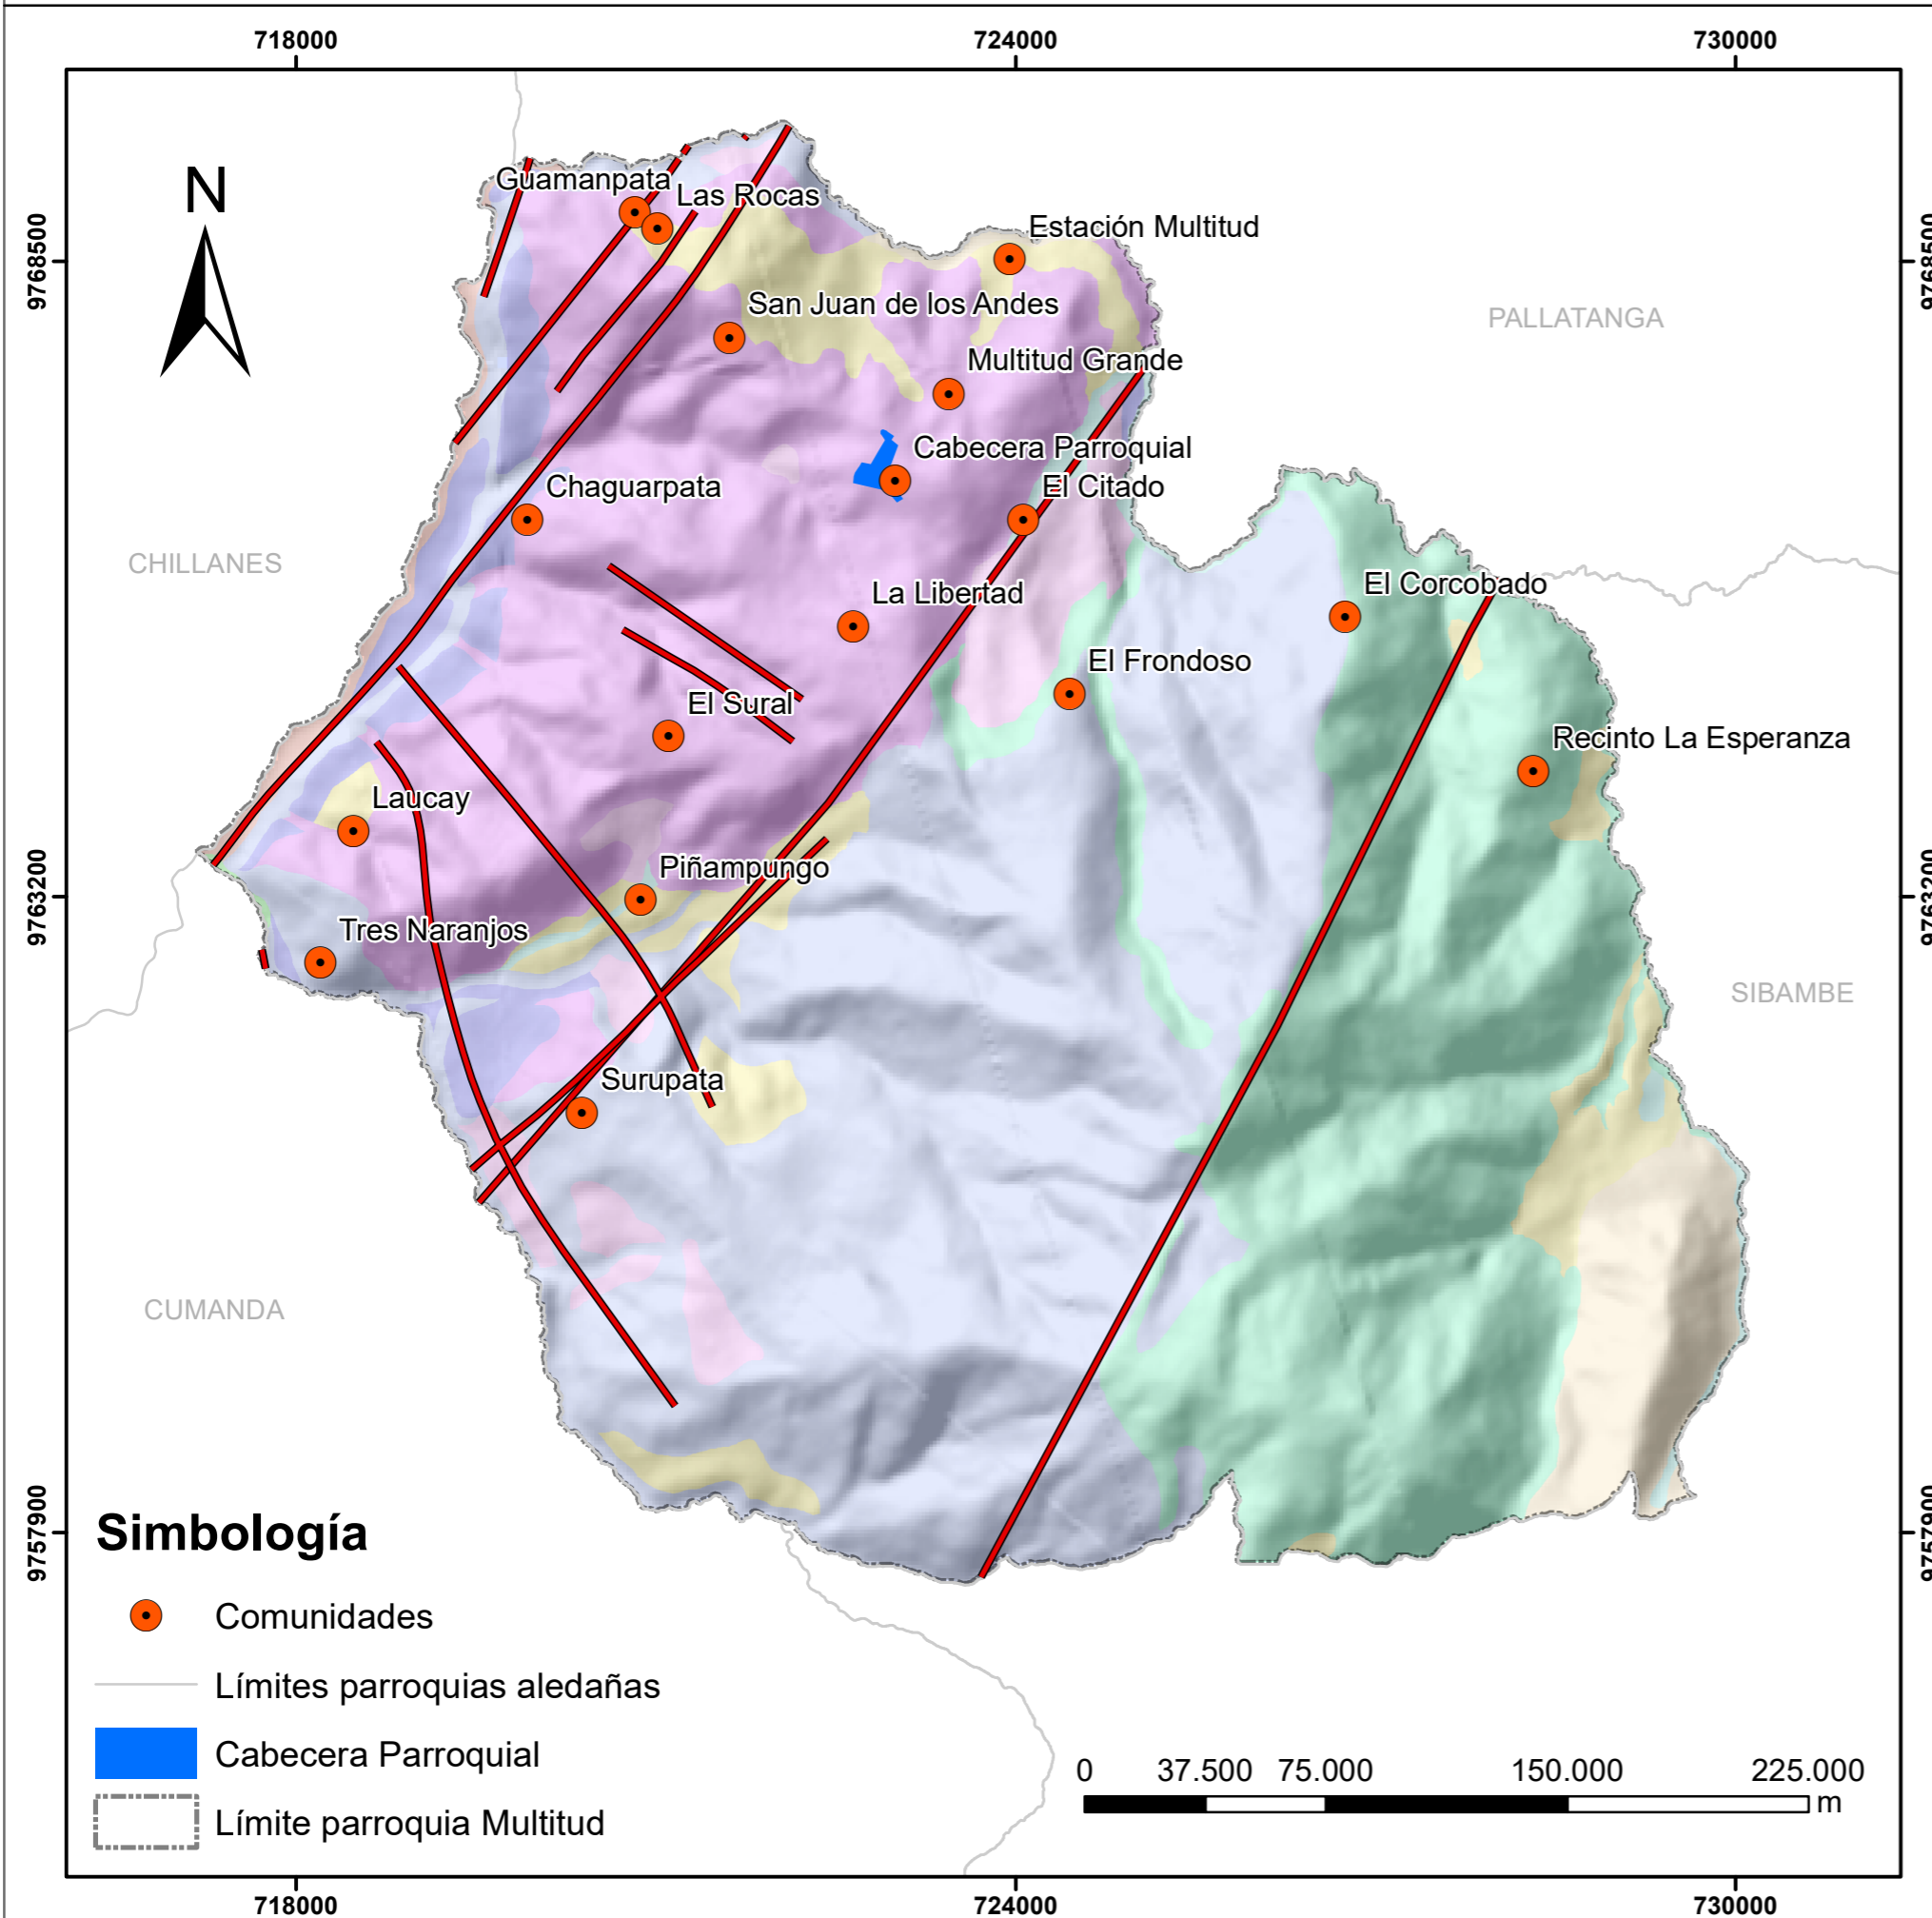 718000 724000 730000
N
Guamanpata
Las Rocas
Estación Multitud
9768500
9768500
San Juan de los Andes
PALLATANGA
Multitud Grande
Cabecera Parroquial
Chaguarpata
El Citado
CHILLANES
La Libertad
El Corcobado
El Frondoso
El Sural
Recinto La Esperanza
Laucay
Piñampungo
9763200
9763200
Tres Naranjos
SIBAMBE
Surupata
CUMANDA
9757900
9757900
Simbología
Comunidades
Límites parroquias aledañas
Cabecera Parroquial
Límite parroquia Multitud
0 37.500 75.000 150.000 225.000
m
718000 724000 730000